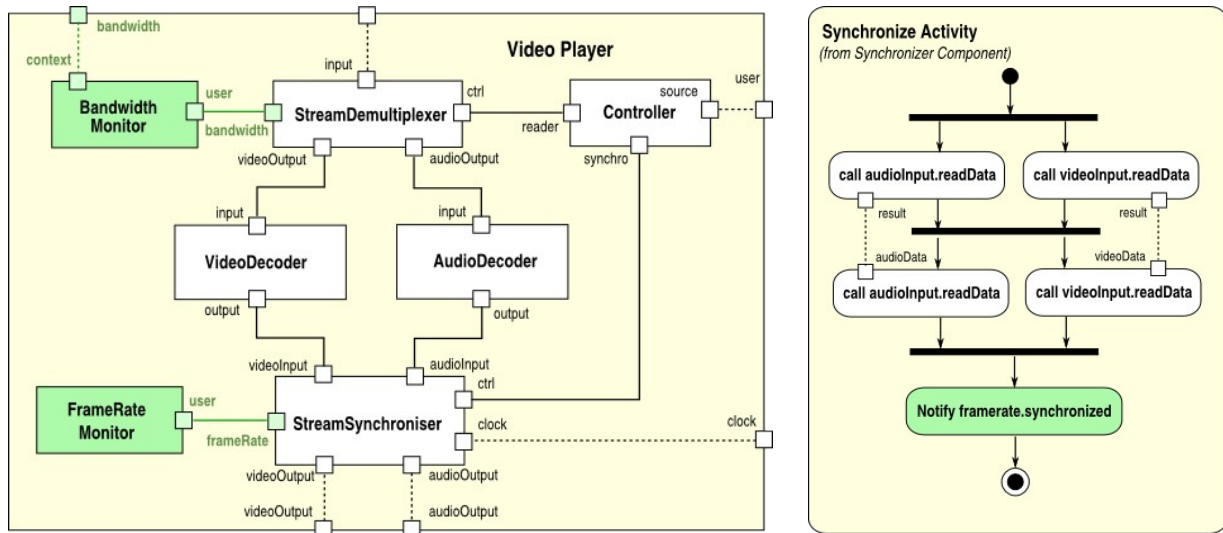 bandwidth
Video Player
context
input
user
Bandwidth
Monitor
user
bandwidth
StreamDemultiplexer
ctrl
reader
source
Controller
synchro
videoOutput
audioOutput
input
input
VideoDecoder
AudioDecoder
output
output
videoInput
audioInput
FrameRate
Monitor
user
frameRate
StreamSynchroniser
ctrl
clock
clock
videoOutput
audioOutput
videoOutput
audioOutput
Synchronize Activity
(from Synchronizer Component)
call audioInput.readData
call videoInput.readData
result
result
audioData
videoData
call audioInput.readData
call videoInput.readData
Notify framerate.synchronized